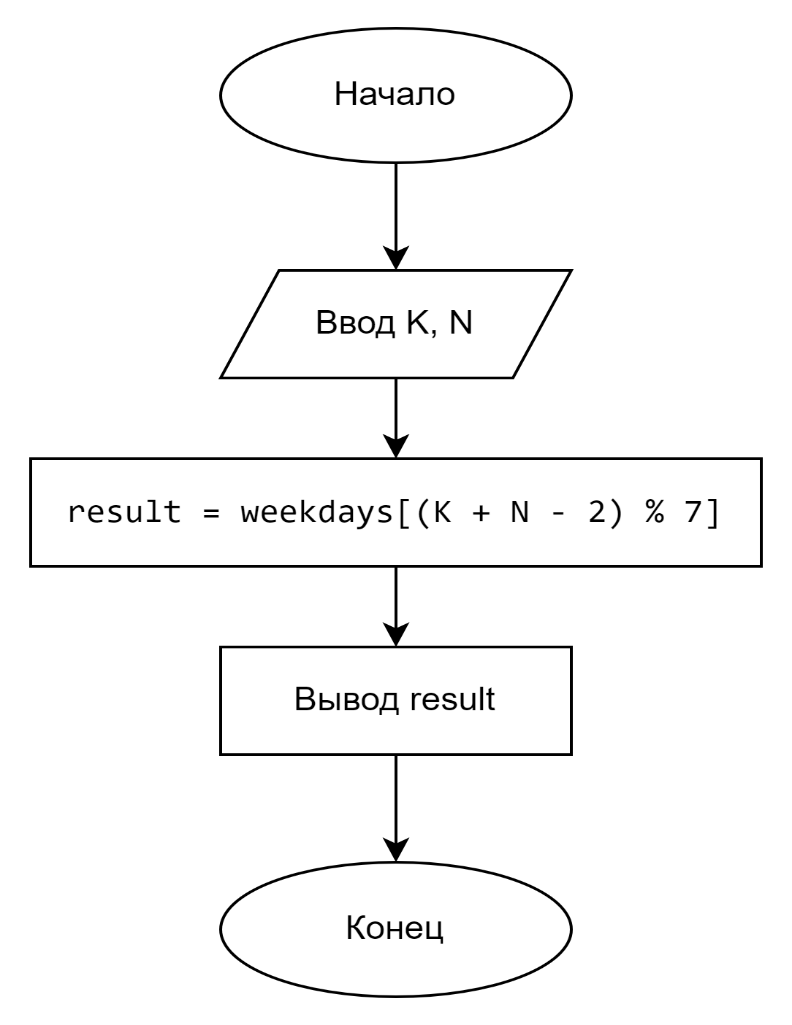 Начало
Ввод K, N
result = weekdays[(K + N - 2) % 7]
Вывод result
Конец